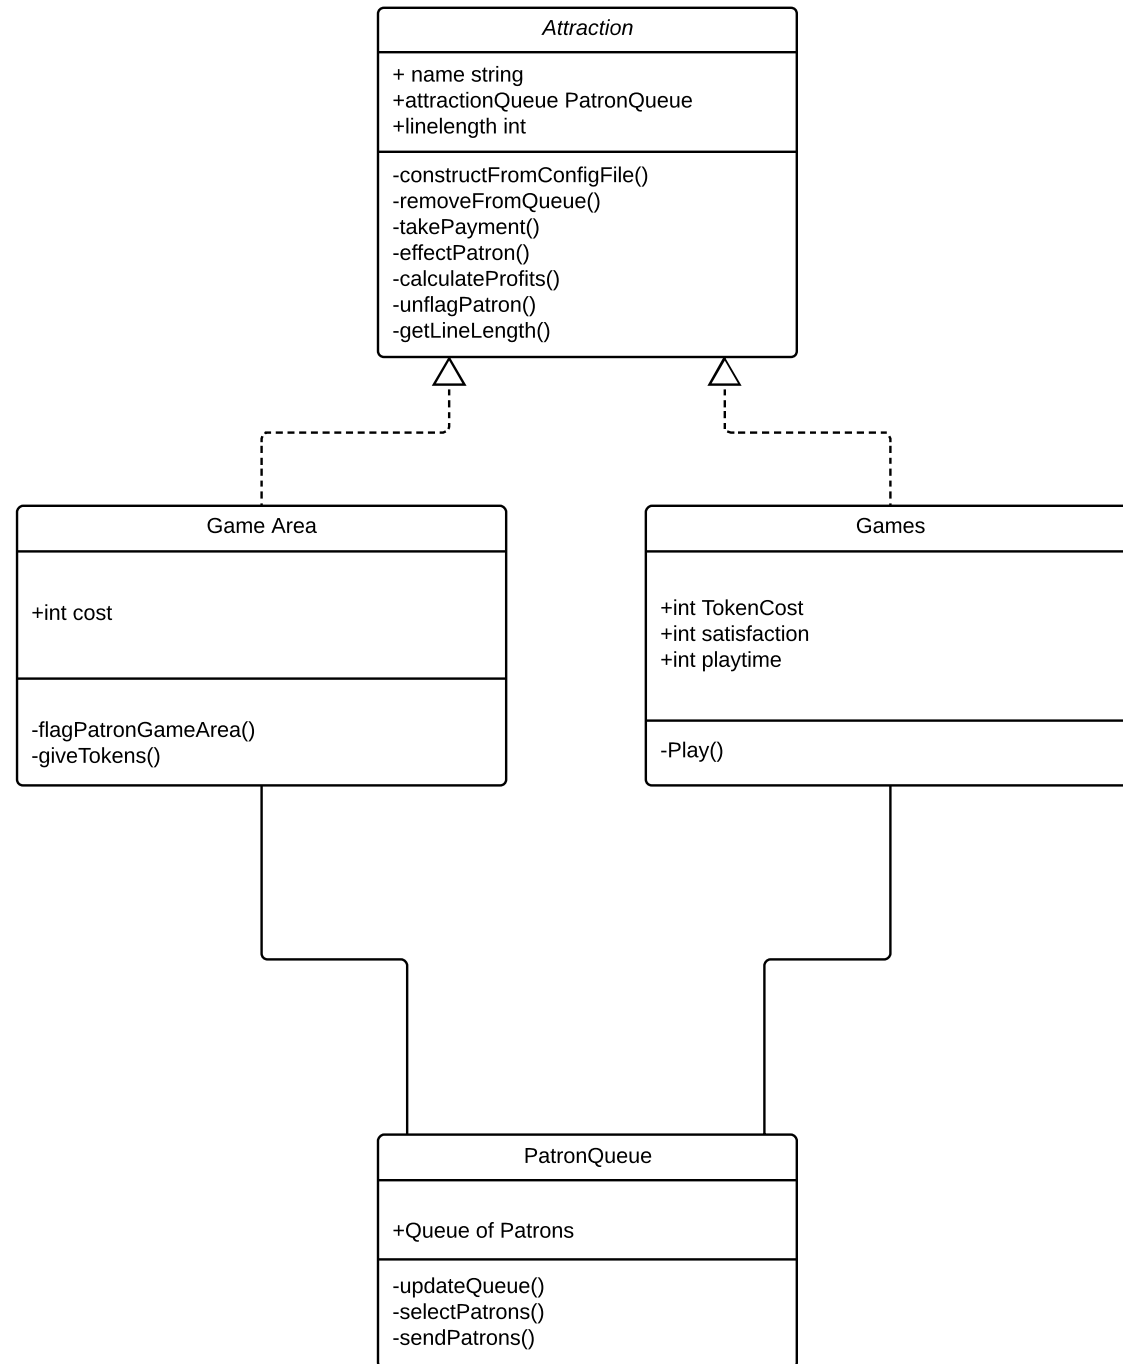 Attraction
+ name string
+attractionQueue PatronQueue
+linelength int
-constructFromConfigFile()
-removeFromQueue()
-takePayment()
-effectPatron()
-calculateProfits()
-unflagPatron()
-getLineLength()
Game Area
+int cost
-flagPatronGameArea()
-giveTokens()
Games
+int TokenCost
+int satisfaction
+int playtime
-Play()
PatronQueue
+Queue of Patrons
-updateQueue()
-selectPatrons()
-sendPatrons()